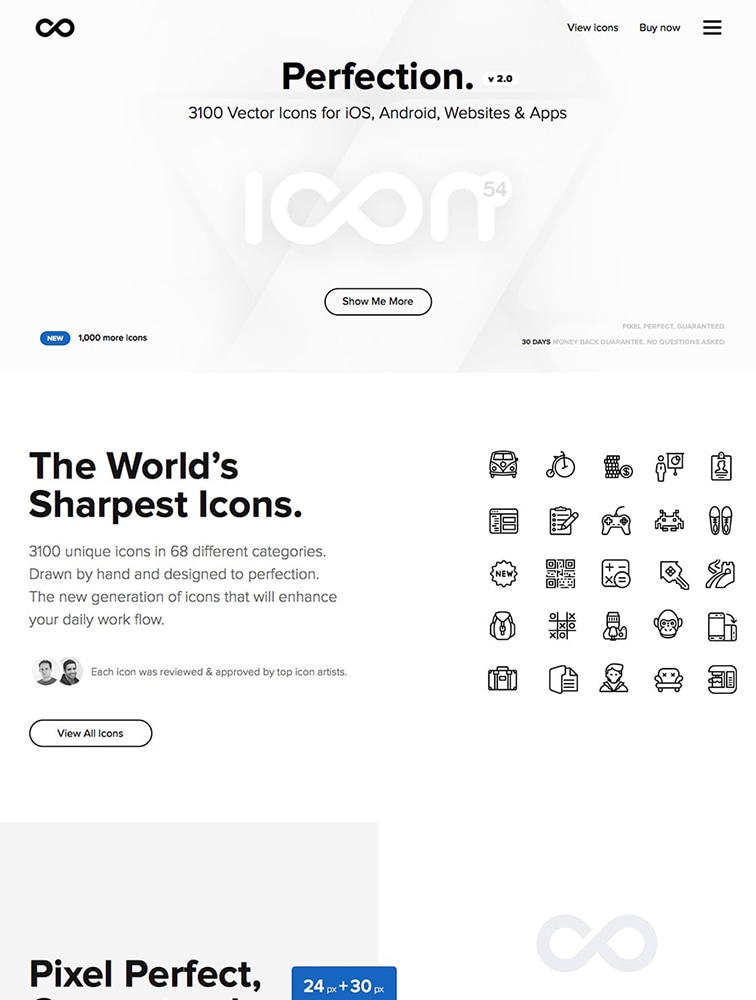 View icons Buy now
Perfection. v 2.0
3100 Vector Icons for iOS, Android, Websites & Apps
ICON 54
Show Me More
NEW 1,000 more icons
PIXEL PERFECT, GUARANTEED.
30 DAYS MONEY BACK GUARANTEE. NO QUESTIONS ASKED.
The World's
Sharpest Icons.
3100 unique icons in 68 different categories.
Drawn by hand and designed to perfection.
The new generation of icons that will enhance
your daily work flow.
Each icon was reviewed & approved by top icon artists.
View All Icons
NEW
Pixel Perfect,
24 px + 30 px